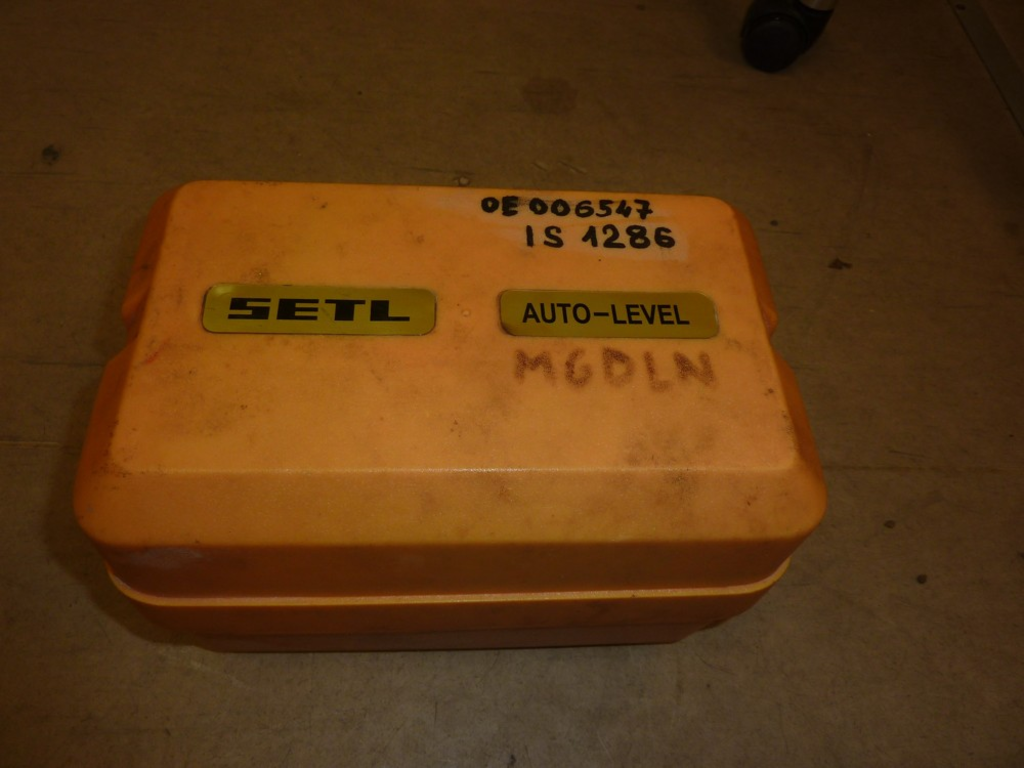 OE 006547
IS 1286
SETL
AUTO-LEVEL
MGDLN